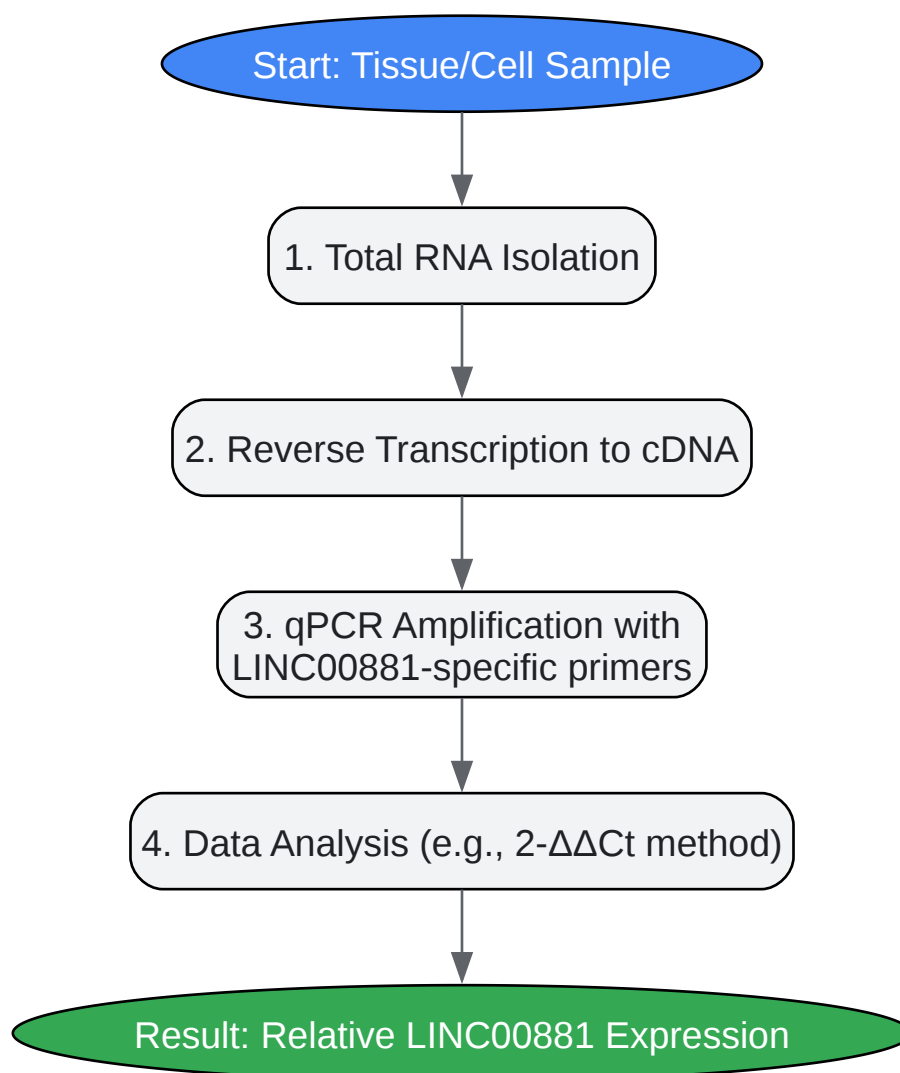 Start: Tissue/Cell Sample
1. Total RNA Isolation
2. Reverse Transcription to cDNA
3. qPCR Amplification with
LINC00881-specific primers
4. Data Analysis (e.g., 2-ΔΔCt method)
Result: Relative LINC00881 Expression